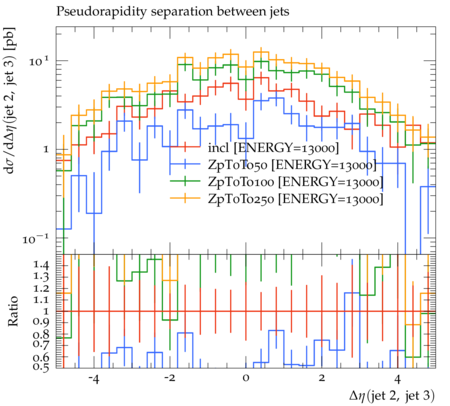 Pseudorapidity separation between jets
dσ/dΔη(jet 2, jet 3) [pb]
10¹
1
10⁻¹
incl [ENERGY=13000]
ZpToTo50 [ENERGY=13000]
ZpToTo100 [ENERGY=13000]
ZpToTo250 [ENERGY=13000]
Ratio
1.4
1.3
1.2
1.1
1
0.9
0.8
0.7
0.6
0.5
-4 -2 0 2 4
Δη(jet 2, jet 3)